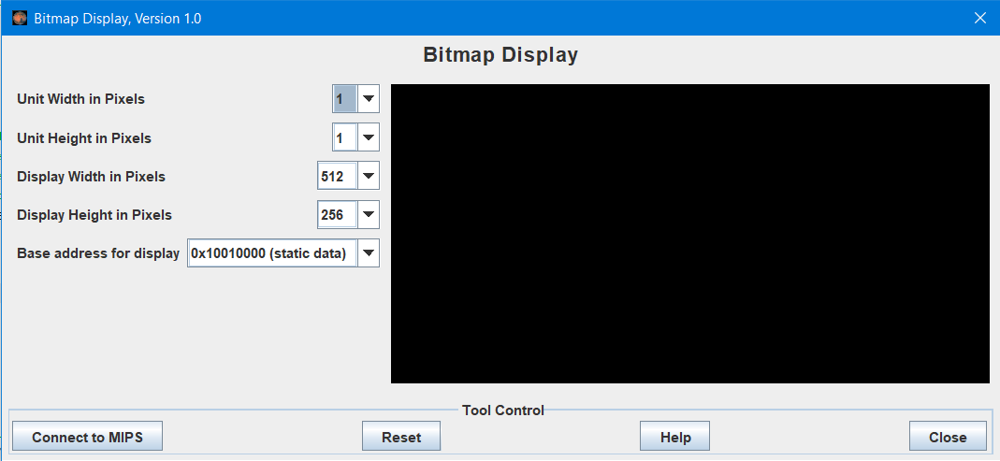 Bitmap Display, Version 1.0
Bitmap Display
Unit Width in Pixels 1
Unit Height in Pixels 1
Display Width in Pixels 512
Display Height in Pixels 256
Base address for display 0x10010000 (static data)
Tool Control
Connect to MIPS Reset Help Close